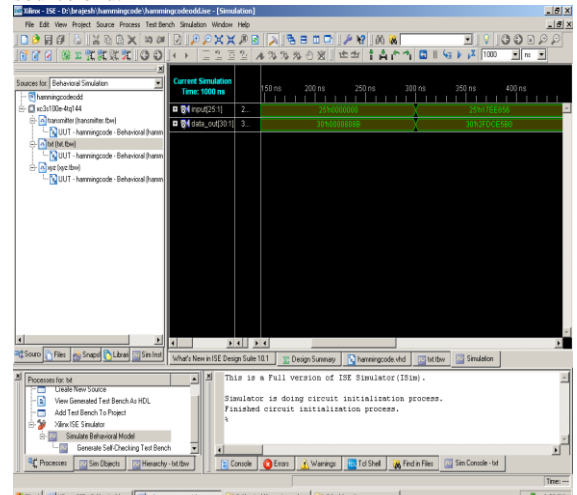 Xilinx - ISE - D:\brajesh\hammingcode\hammingcodeodd.ise - [Simulation]
File Edit View Project Source Process Test Bench Simulation Window Help
1000 ns
Sources for: Behavioral Simulation
hammingcodeodd
xc3s100e-4tq144
transmitter (transmitter.tbw)
UUT - hammingcode - Behavioral (hamm
txt (txt.tbw)
UUT - hammingcode - Behavioral (hamm
xyz (xyz.tbw)
UUT - hammingcode - Behavioral (hamm
Current Simulation
Time: 1000 ns
150 ns 200 ns 250 ns 300 ns 350 ns 400 ns
input[25:1] 2... 25'h0000000 25'h17EE656
data_out[30:1] 3... 30'h2FDCE5B0
Sourc Files Snaps Librari Sim Inst
What's New in ISE Design Suite 10.1 Design Summary hammingcode.vhd txt.tbw Simulation
Processes for: txt
Create New Source
View Generated Test Bench As HDL
Add Test Bench To Project
Xilinx ISE Simulator
Simulate Behavioral Model
Generate Self-Checking Test Bench
Processes Sim Objects Hierarchy - txt.tbw
This is a Full version of ISE Simulator(ISim).
Simulator is doing circuit initialization process.
Finished circuit initialization process.
%
Console Errors Warnings Tcl Shell Find in Files Sim Console - txt
Time: ---